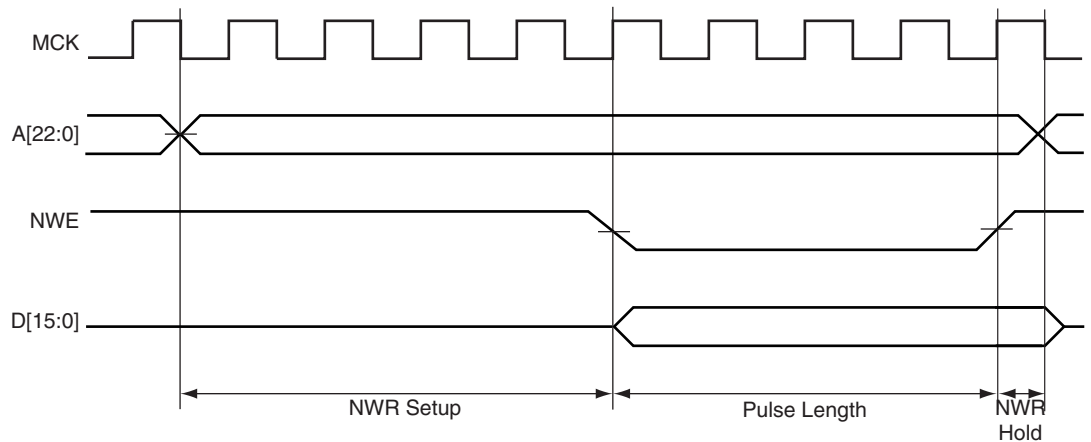 MCK
A[22:0]
NWE
D[15:0]
NWR Setup
Pulse Length
NWR
Hold